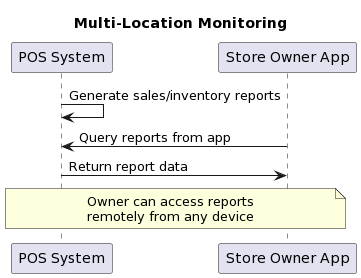 Multi-Location Monitoring
POS System
Store Owner App
Generate sales/inventory reports
Query reports from app
Return report data
Owner can access reports
remotely from any device
POS System
Store Owner App